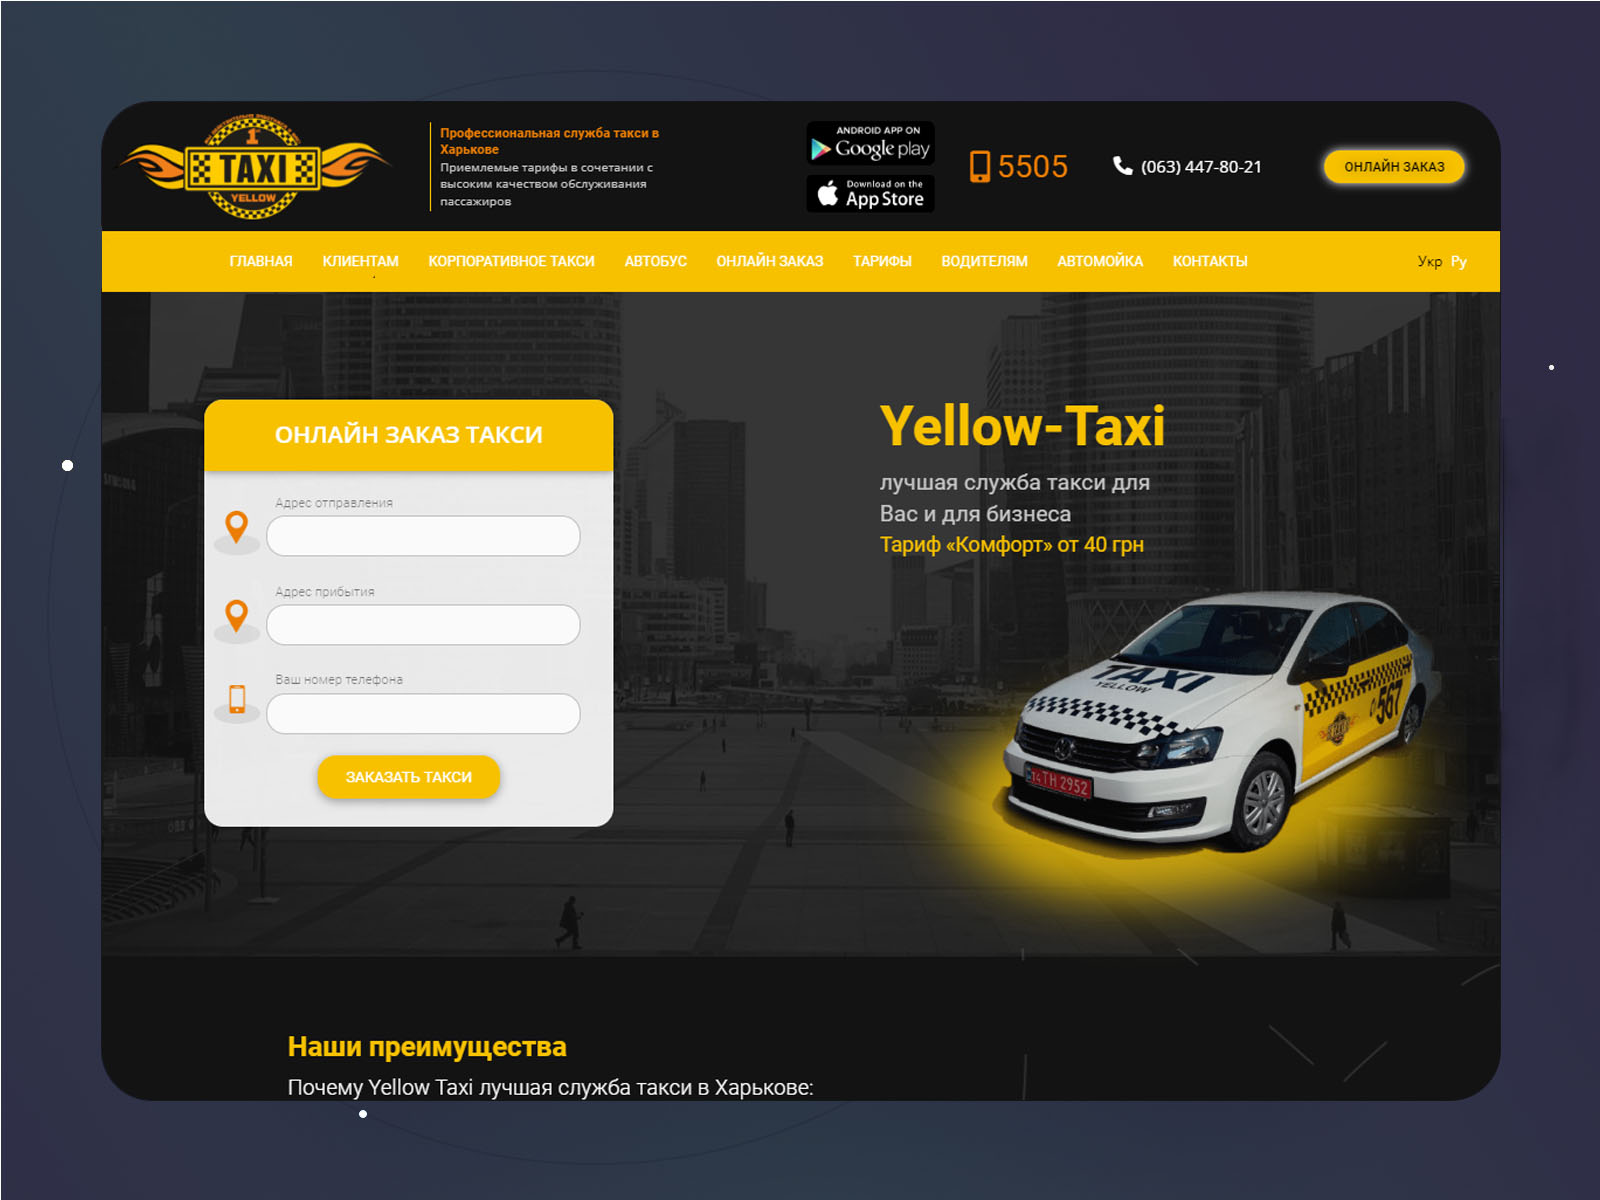 1
TAXI
YELLOW
Профессиональная служба такси в
Харькове
Приемлемые тарифы в сочетании с
высоким качеством обслуживания
пассажиров
ANDROID APP ON
Google play
Download on the
App Store
5505
(063) 447-80-21
ОНЛАЙН ЗАКАЗ
ГЛАВНАЯ КЛИЕНТАМ КОРПОРАТИВНОЕ ТАКСИ АВТОБУС ОНЛАЙН ЗАКАЗ ТАРИФЫ ВОДИТЕЛЯМ АВТОМОЙКА КОНТАКТЫ Укр Ру
ОНЛАЙН ЗАКАЗ ТАКСИ
Адрес отправления
Адрес прибытия
Ваш номер телефона
ЗАКАЗАТЬ ТАКСИ
Yellow-Taxi
лучшая служба такси для
Вас и для бизнеса
Тариф «Комфорт» от 40 грн
TAXI
YELLOW
567
TAXI
T4TH 2952
Наши преимущества
Почему Yellow Taxi лучшая служба такси в Харькове: